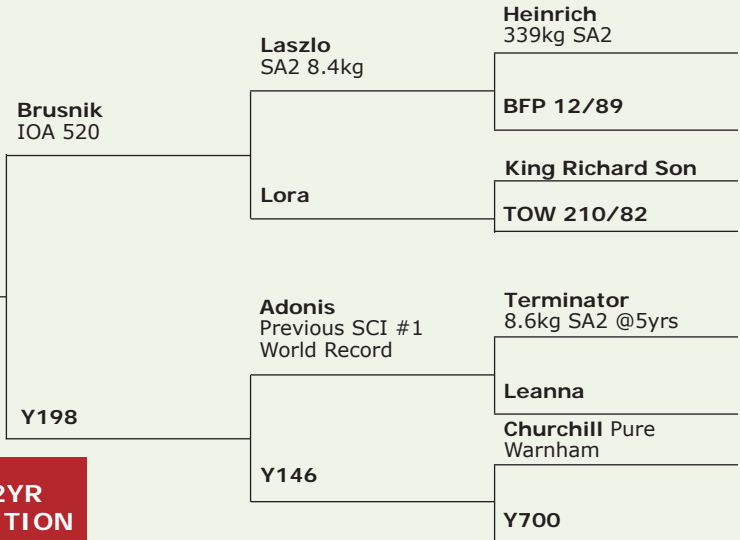 Heinrich
339kg SA2
Laszlo
SA2 8.4kg
BFP 12/89
Brusnik
IOA 520
King Richard Son
Lora
TOW 210/82
Adonis
Previous SCI #1
World Record
Terminator
8.6kg SA2 @5yrs
Leanna
Y198
Churchill Pure
Warnham
Y146
Y700
2YR
TION